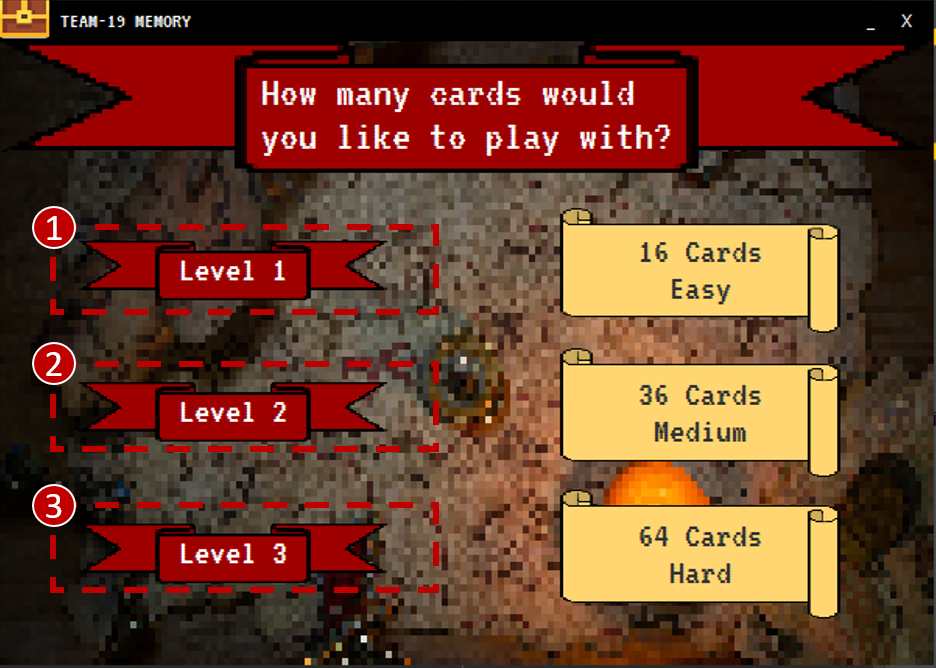 TEAM-19 MEMORY
_ X
How many cards would
you like to play with?
1
Level 1
16 Cards
Easy
2
Level 2
36 Cards
Medium
3
Level 3
64 Cards
Hard